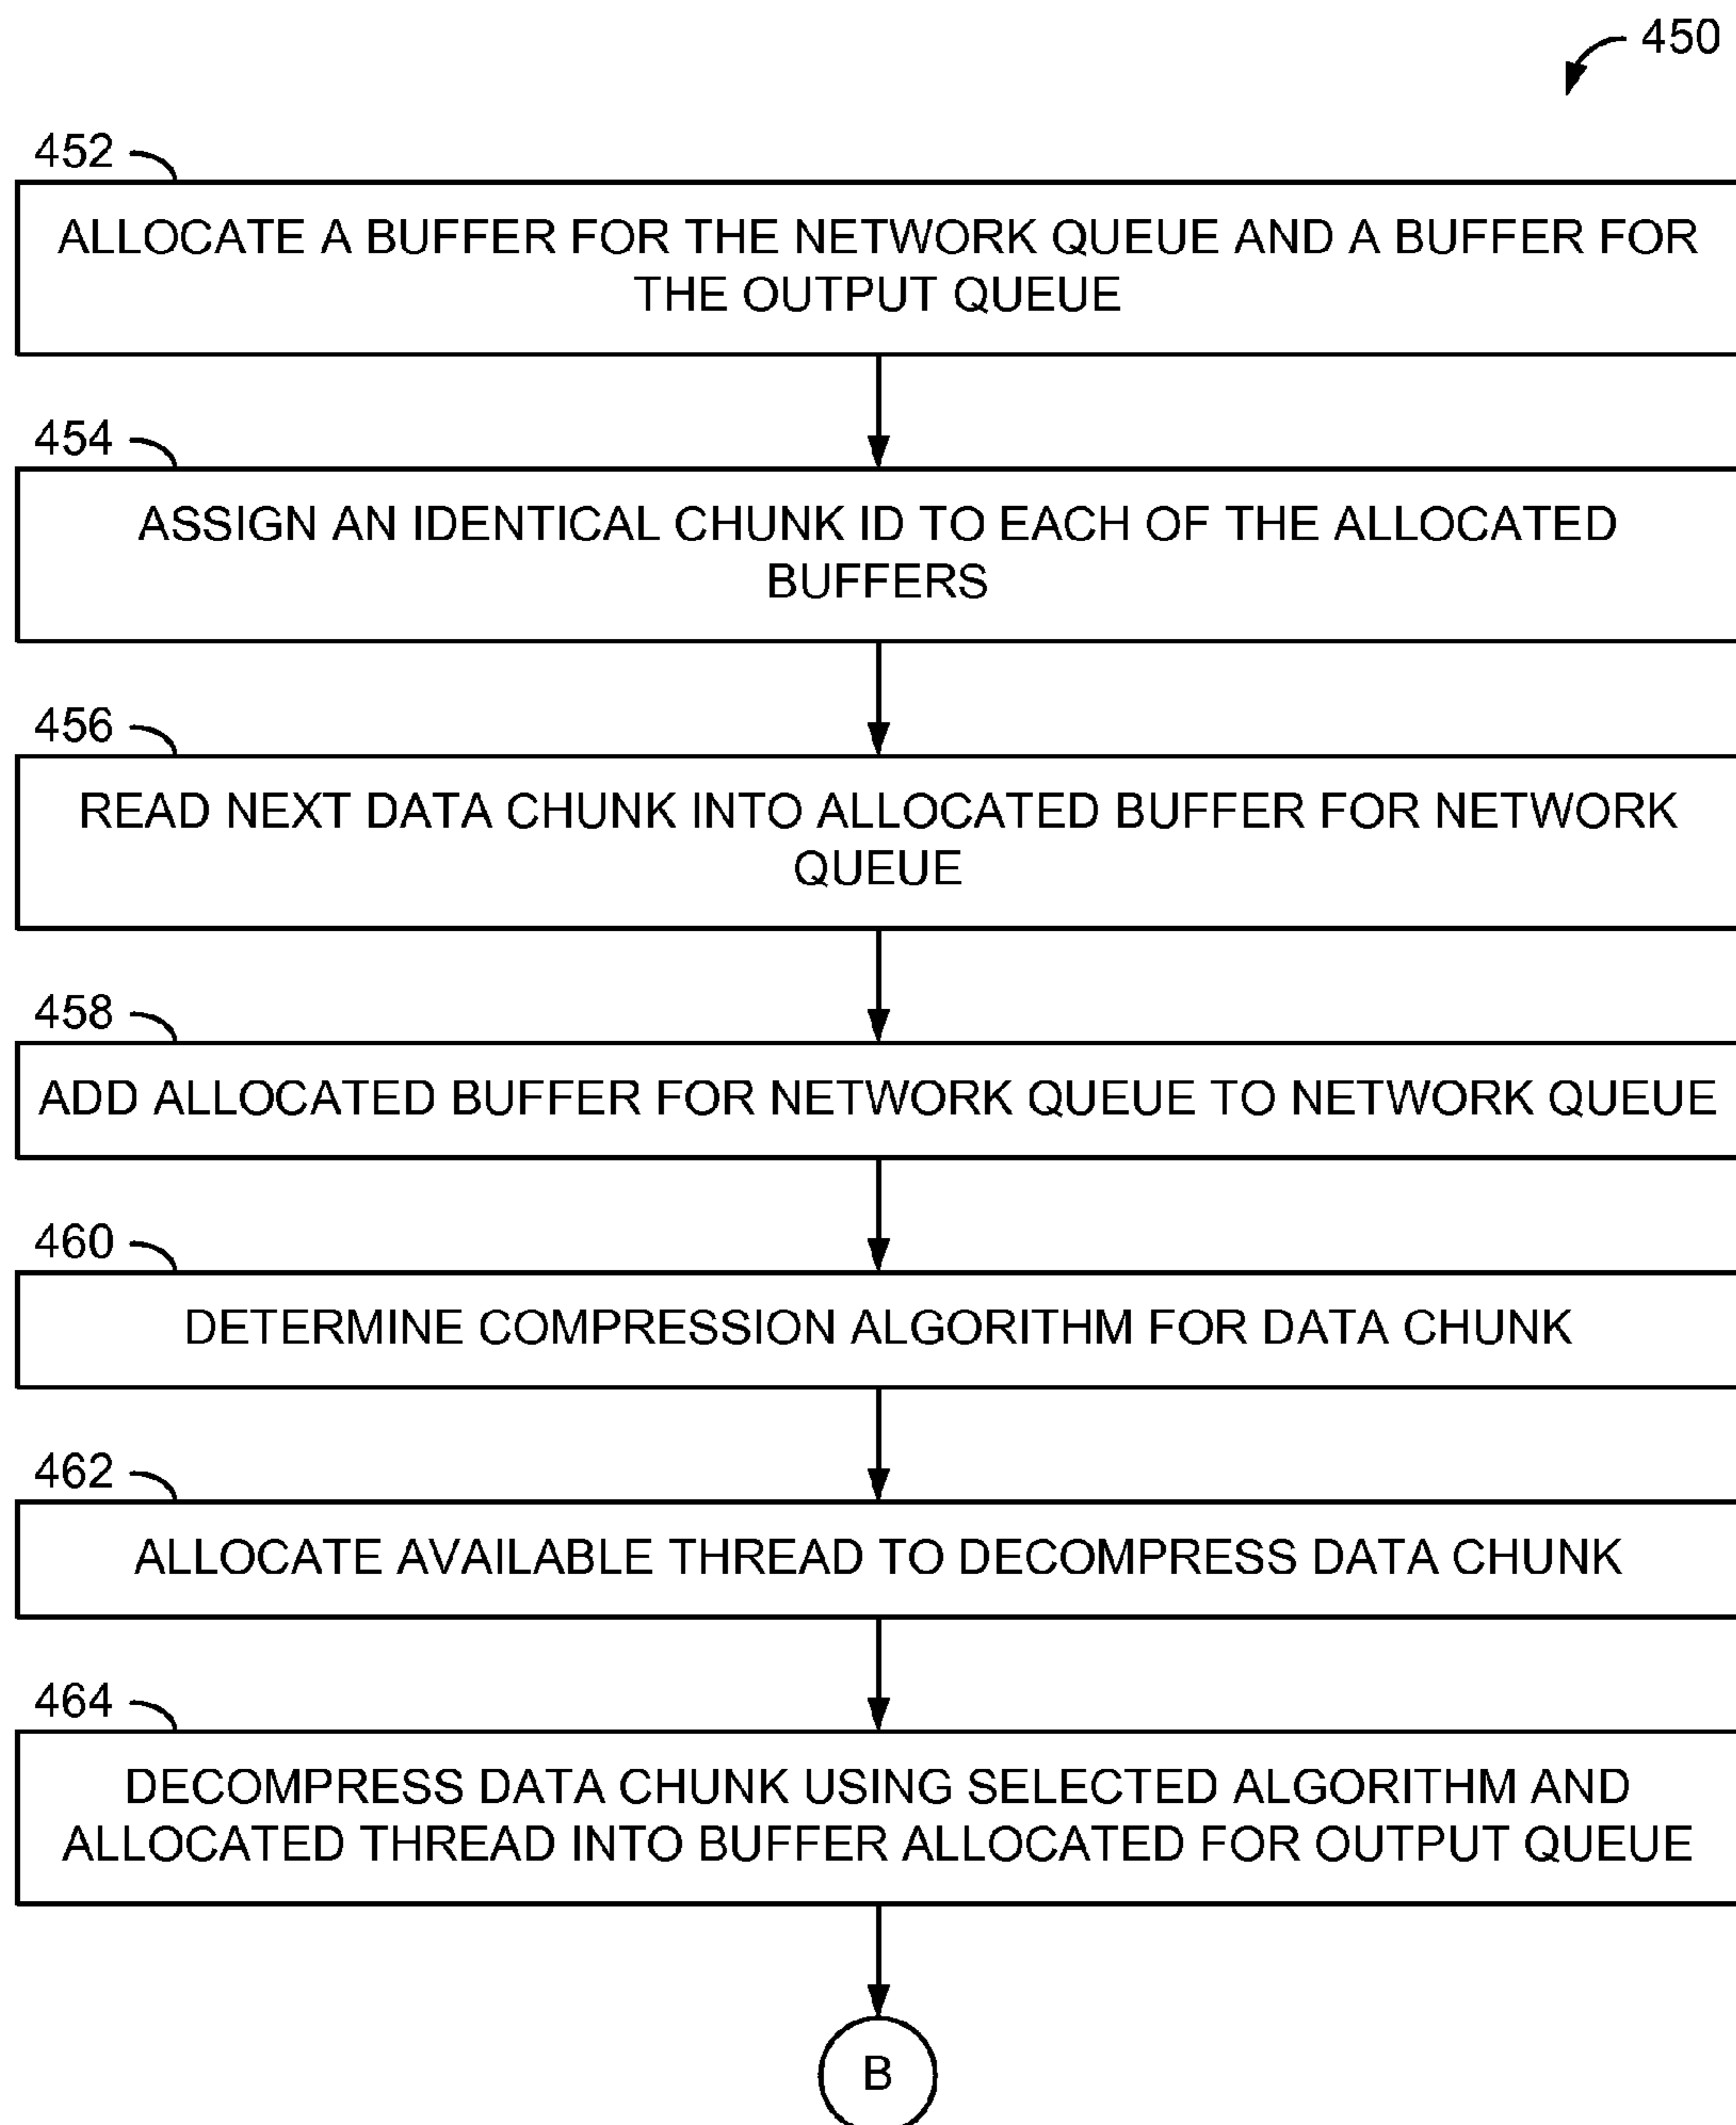 450
452
ALLOCATE A BUFFER FOR THE NETWORK QUEUE AND A BUFFER FOR
THE OUTPUT QUEUE
454
ASSIGN AN IDENTICAL CHUNK ID TO EACH OF THE ALLOCATED
BUFFERS
456
READ NEXT DATA CHUNK INTO ALLOCATED BUFFER FOR NETWORK
QUEUE
458
ADD ALLOCATED BUFFER FOR NETWORK QUEUE TO NETWORK QUEUE
460
DETERMINE COMPRESSION ALGORITHM FOR DATA CHUNK
462
ALLOCATE AVAILABLE THREAD TO DECOMPRESS DATA CHUNK
464
DECOMPRESS DATA CHUNK USING SELECTED ALGORITHM AND
ALLOCATED THREAD INTO BUFFER ALLOCATED FOR OUTPUT QUEUE
B